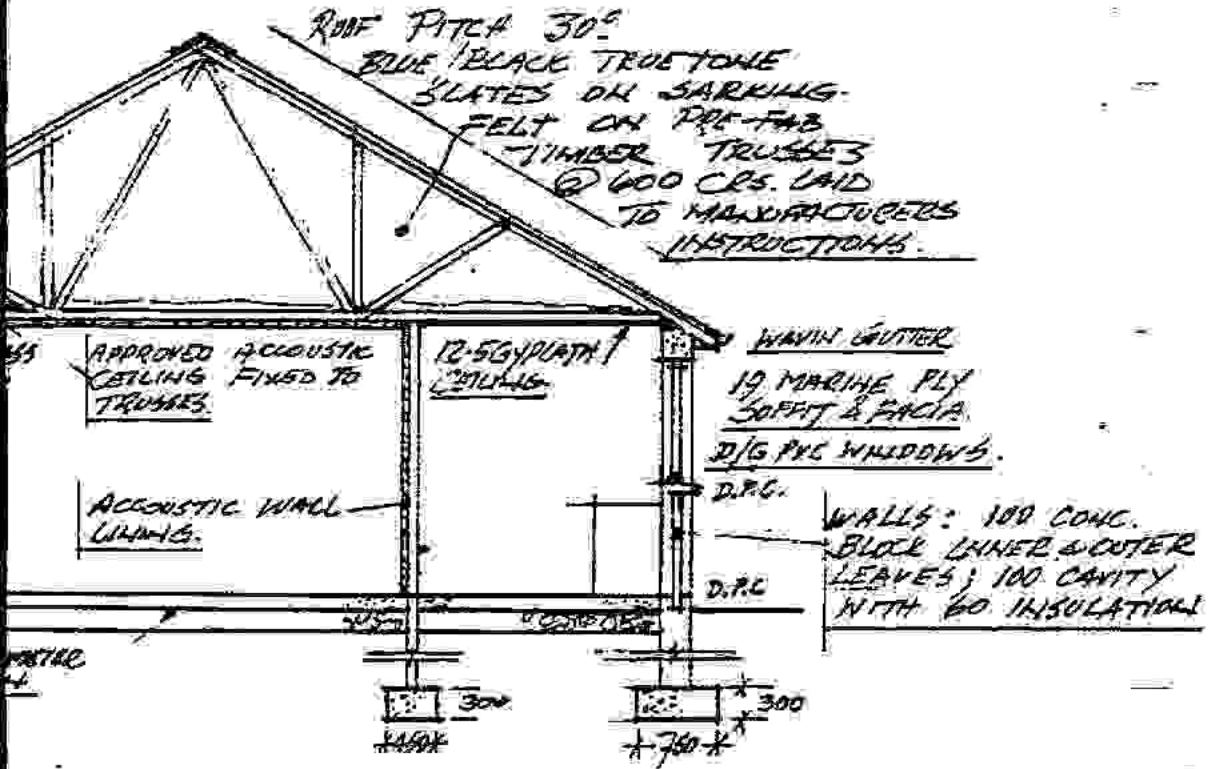 ROOF PITCH 30°
BLUE/BLACK TRUETONE
SLATES ON SARKING
FELT ON PRE-FAB
TIMBER TRUSSES
@ 600 CRS. LAID
TO MANUFACTURERS
INSTRUCTIONS.
APPROVED ACCOUSTIC
CEILING FIXED TO
TRUSSES
12.5 GYPLATH
CEILING
WAVIN GUTTER
19 MARINE PLY
SOFFIT & FACIA
D/G PVC WINDOWS.
D.P.C.
ACCOUSTIC WALL
LINING.
WALLS: 100 CONC.
BLOCK INNER & OUTER
LEAVES; 100 CAVITY
WITH 60 INSULATION
D.P.C
300
300
450
750